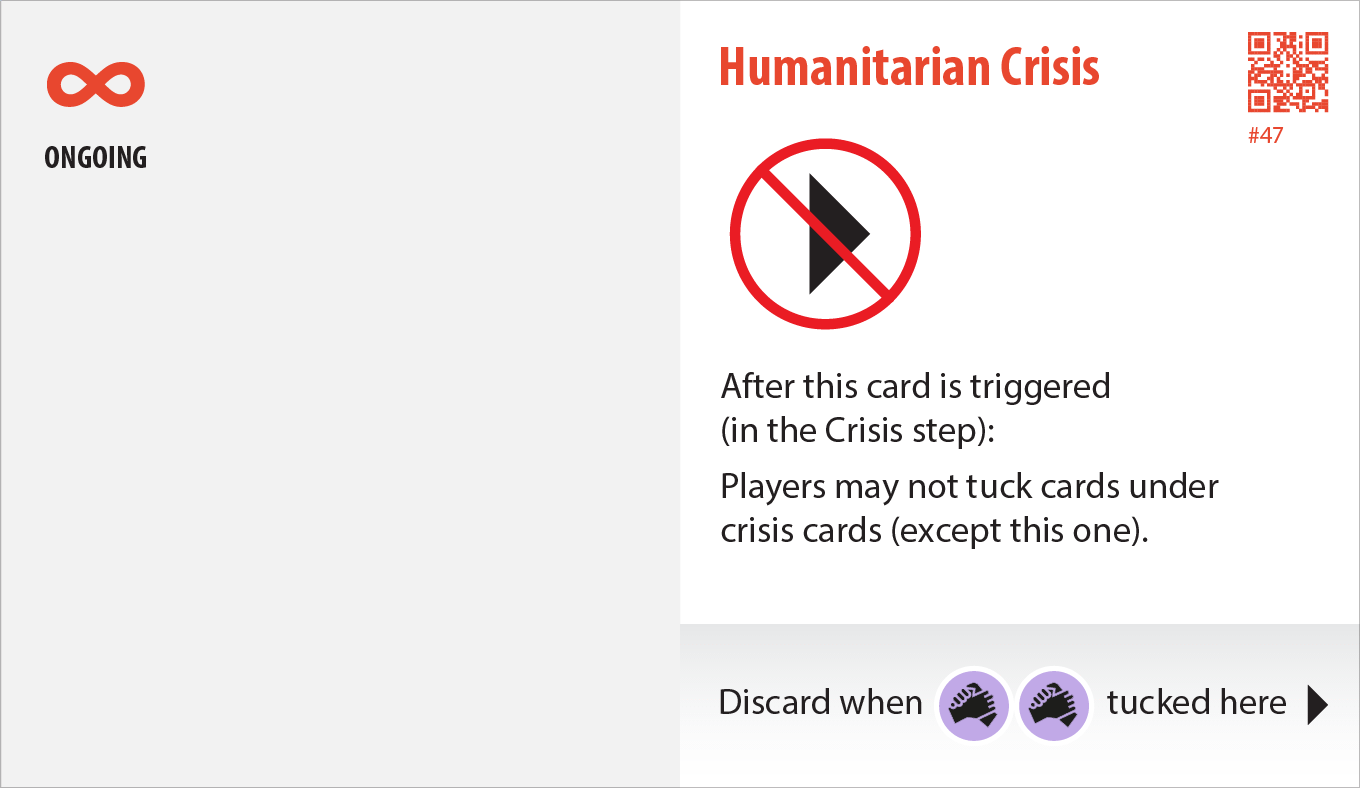 ONGOING
Humanitarian Crisis
#47
After this card is triggered
(in the Crisis step):
Players may not tuck cards under
crisis cards (except this one).
Discard when tucked here